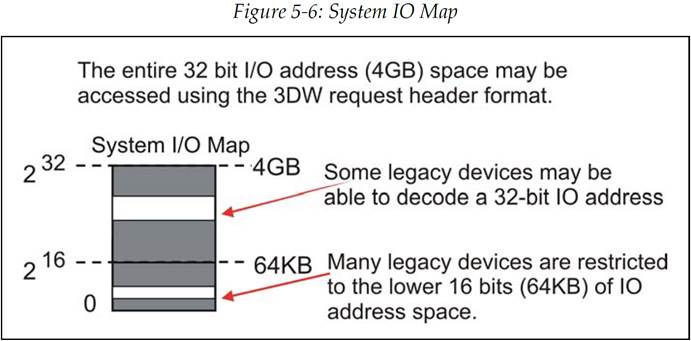 Figure 5-6: System IO Map
The entire 32 bit I/O address (4GB) space may be
accessed using the 3DW request header format.
System I/O Map
2 32
4GB
Some legacy devices may be
able to decode a 32-bit IO address
2 16
64KB
Many legacy devices are restricted
to the lower 16 bits (64KB) of IO
address space.
0